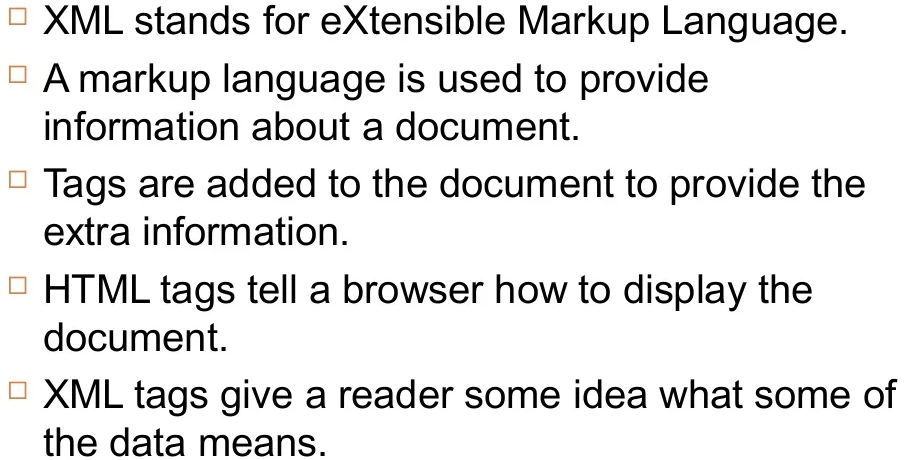 XML stands for eXtensible Markup Language.
A markup language is used to provide
information about a document.
Tags are added to the document to provide the
extra information.
HTML tags tell a browser how to display the
document.
XML tags give a reader some idea what some of
the data means.